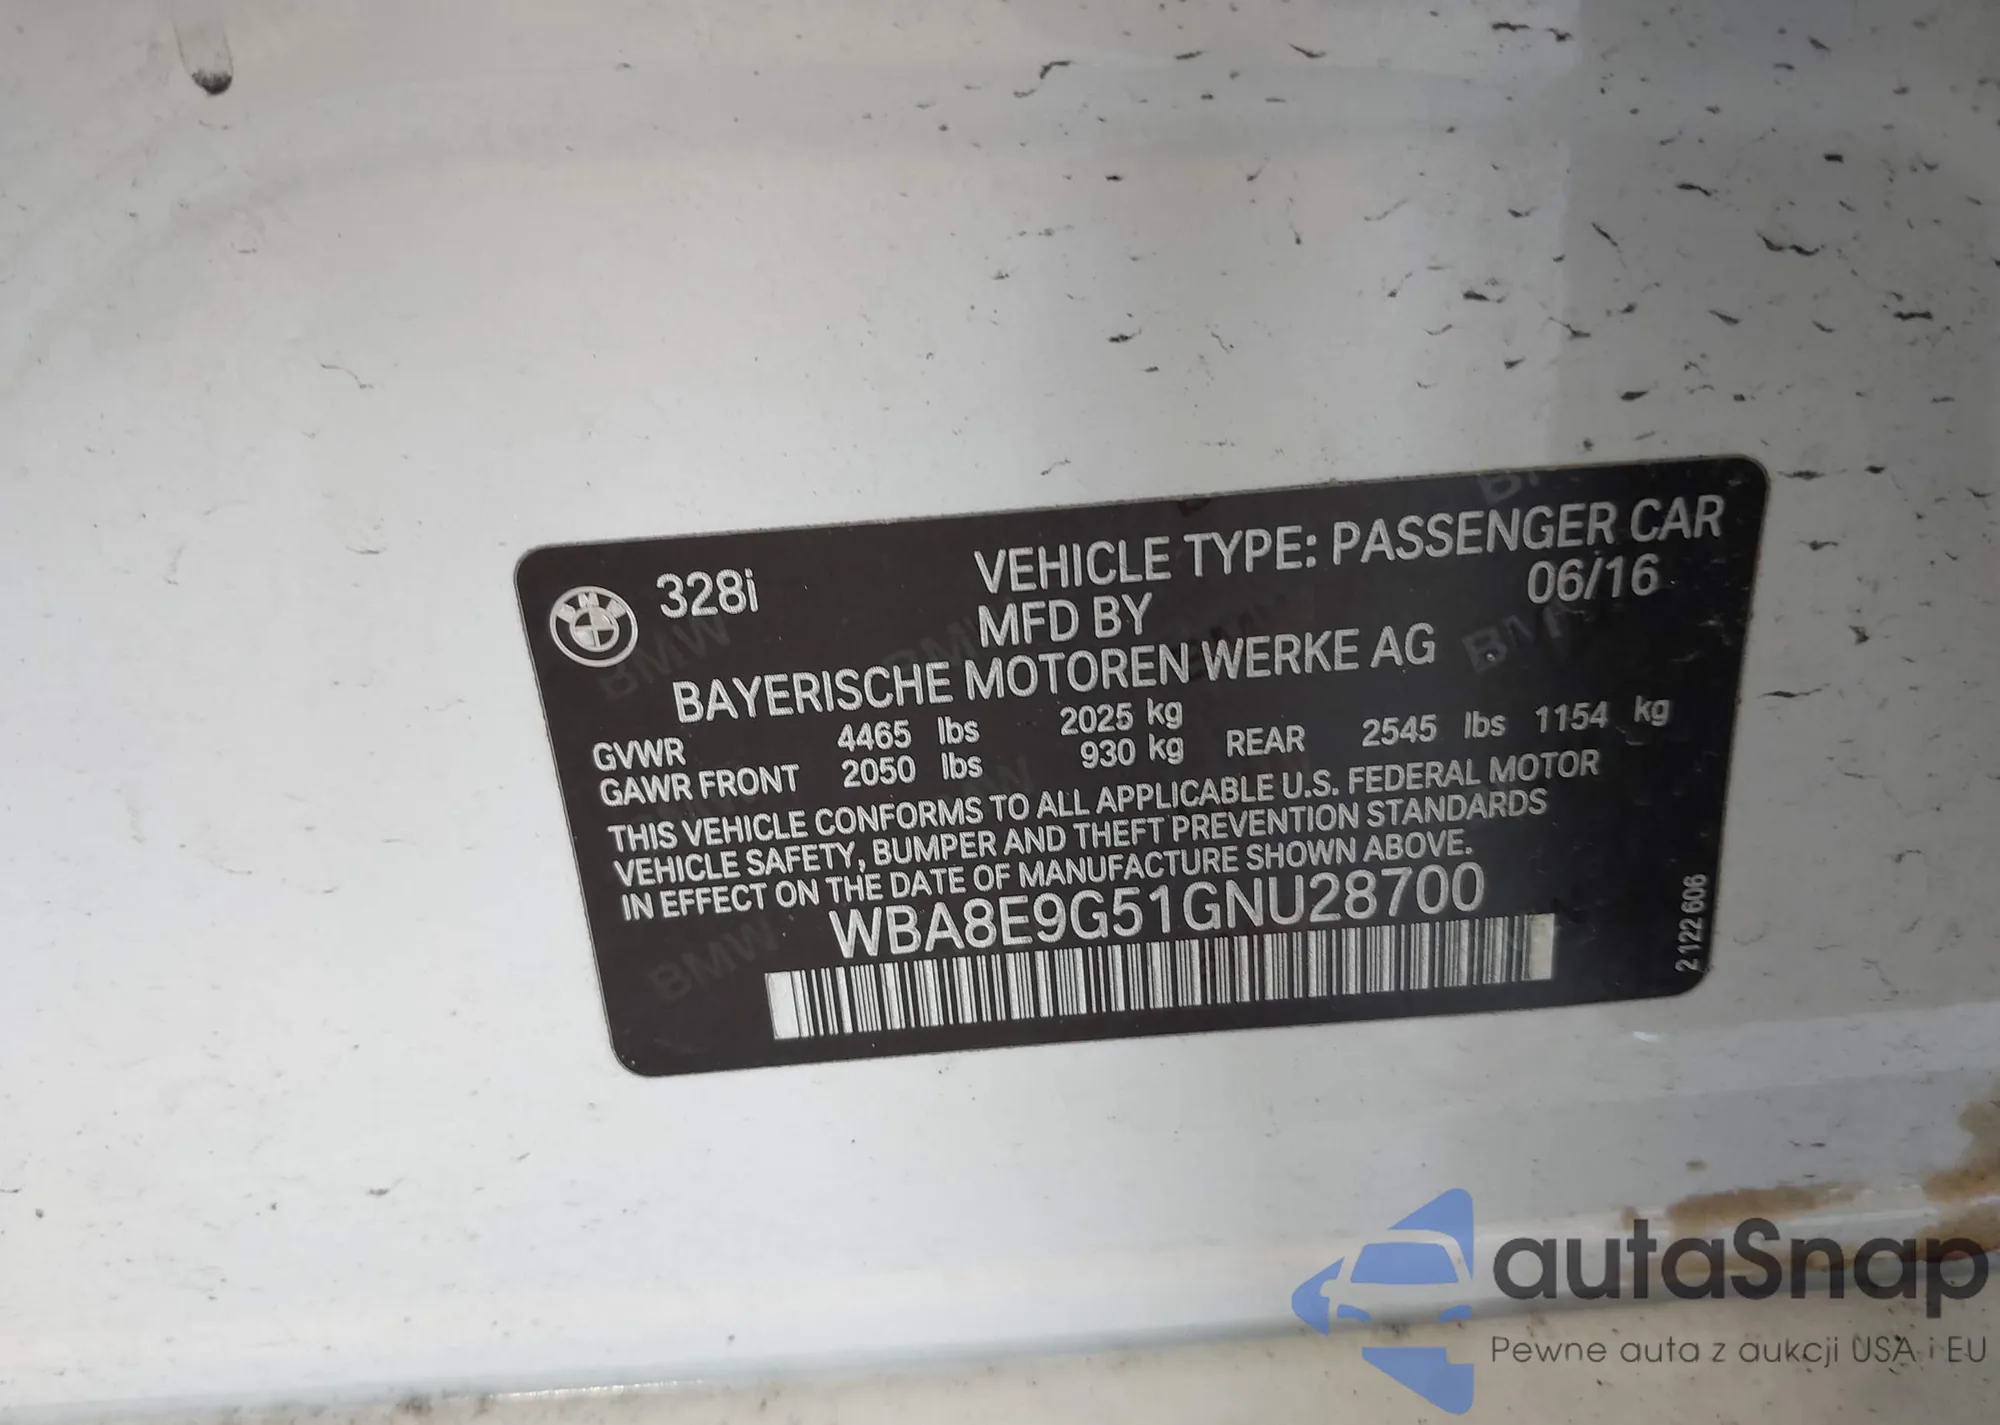 328i
VEHICLE TYPE: PASSENGER CAR
MFD BY 06/16
BAYERISCHE MOTOREN WERKE AG
GVWR 4465 lbs 2025 kg
GAWR FRONT 2050 lbs 930 kg REAR 2545 lbs 1154 kg
THIS VEHICLE CONFORMS TO ALL APPLICABLE U.S. FEDERAL MOTOR
VEHICLE SAFETY, BUMPER AND THEFT PREVENTION STANDARDS
IN EFFECT ON THE DATE OF MANUFACTURE SHOWN ABOVE.
WBA8E9G51GNU28700
2122 606
autaSnap
Pewne auta z aukcji USA i EU